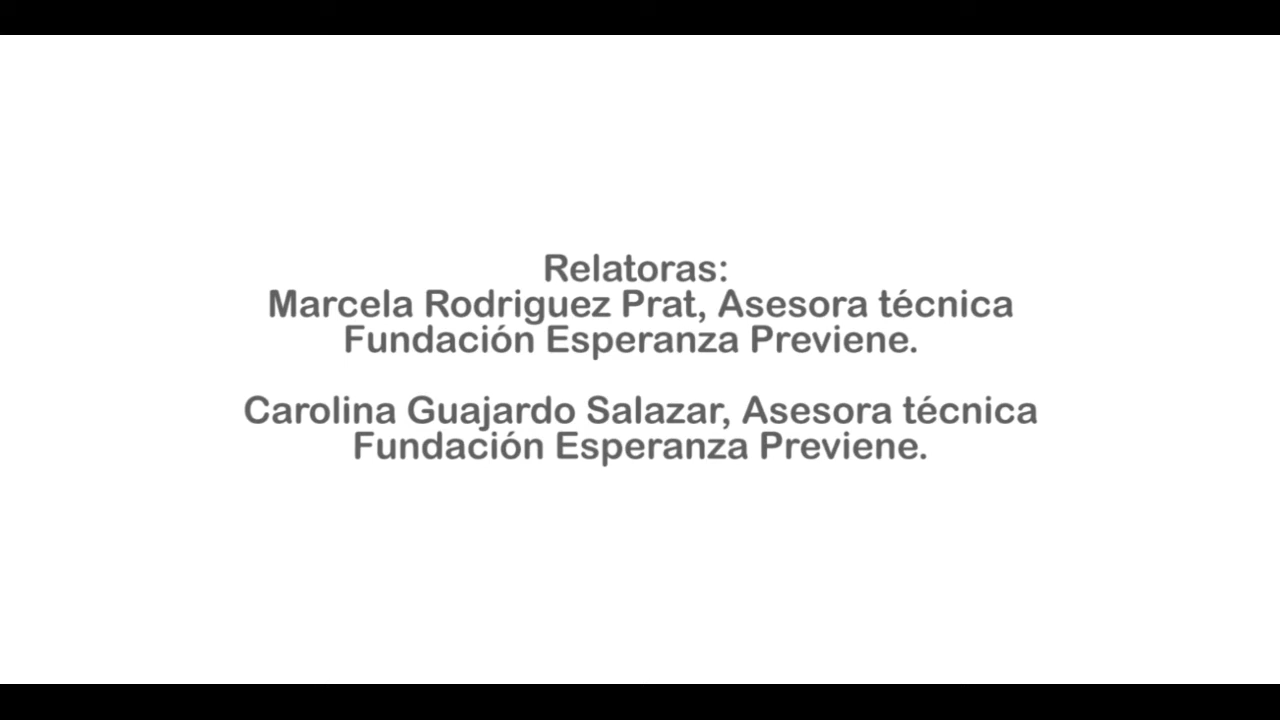 Relatoras:
Marcela Rodriguez Prat, Asesora técnica
Fundación Esperanza Previene.
Carolina Guajardo Salazar, Asesora técnica
Fundación Esperanza Previene.